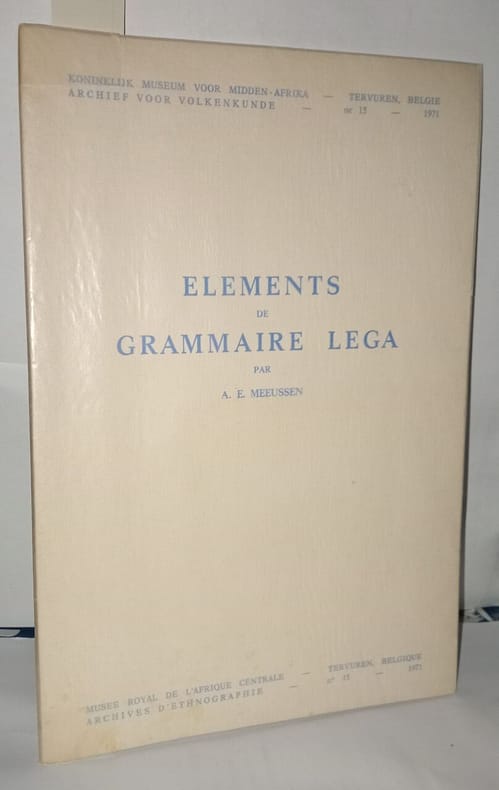 KONINKLIJK MUSEUM VOOR MIDDEN-AFRIKA — TERVUREN, BELGIE
ARCHIEF VOOR VOLKENKUNDE — nr 15 — 1971
ELEMENTS
DE
GRAMMAIRE LEGA
PAR
A. E. MEEUSSEN
MUSEE ROYAL DE L'AFRIQUE CENTRALE — TERVUREN, BELGIQUE
ARCHIVES D'ETHNOGRAPHIE — n° 15 — 1971